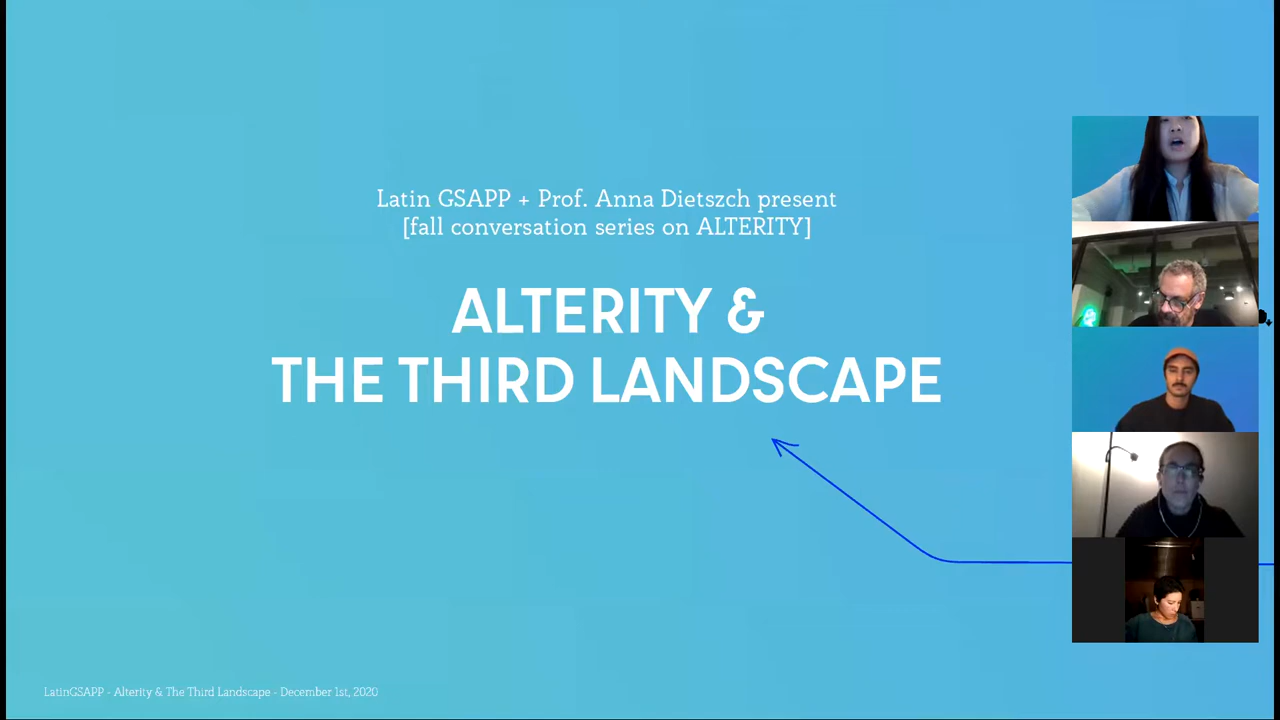 Latin GSAPP + Prof. Anna Dietszch present
[fall conversation series on ALTERITY]
ALTERITY &
THE THIRD LANDSCAPE
LatinGSAPP - Alterity & The Third Landscape - December 1st, 2020